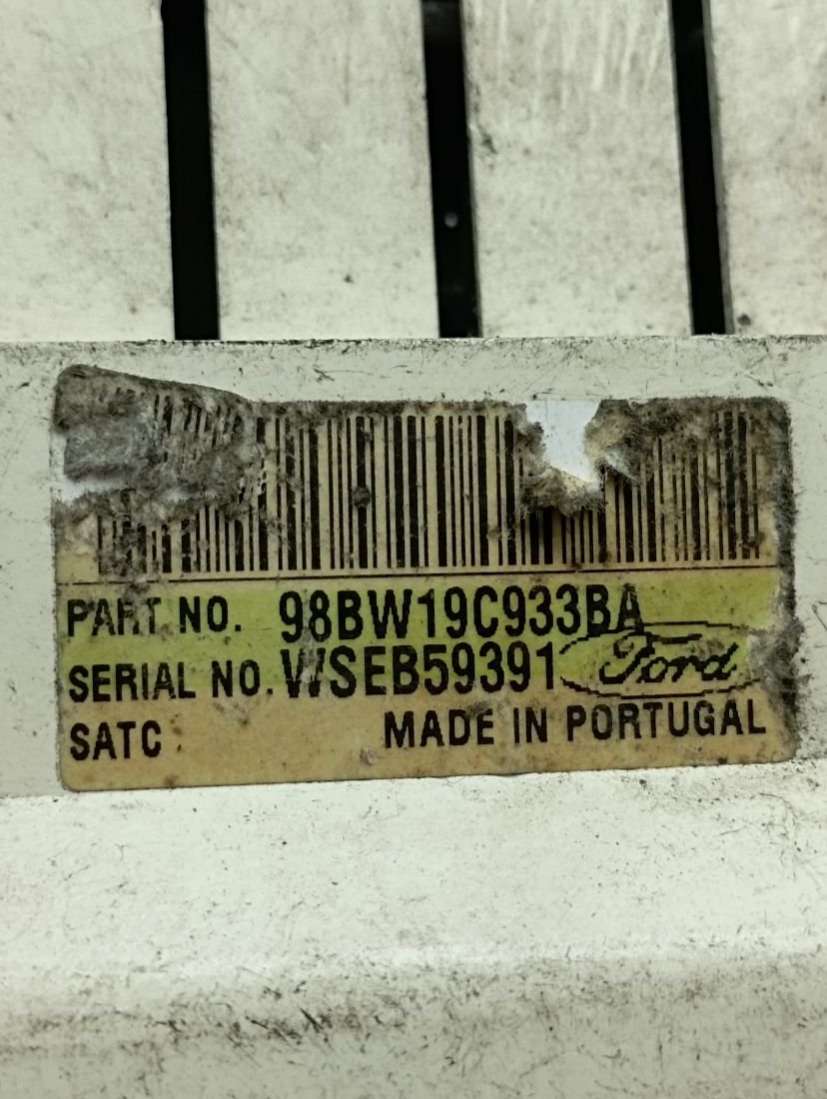 PART NO. 98BW19C933BA
SERIAL NO. WSEB59391 Ford
SATC MADE IN PORTUGAL